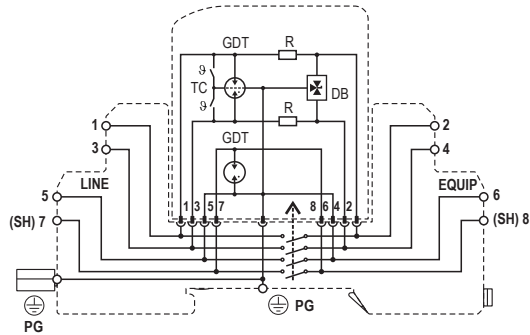 GDT R
ϑ
TC DB
ϑ
R
1 GDT 2
3 4
5 LINE 1 3 5 7 8 6 4 2 EQUIP 6
(SH) 7 (SH) 8
PG
PG